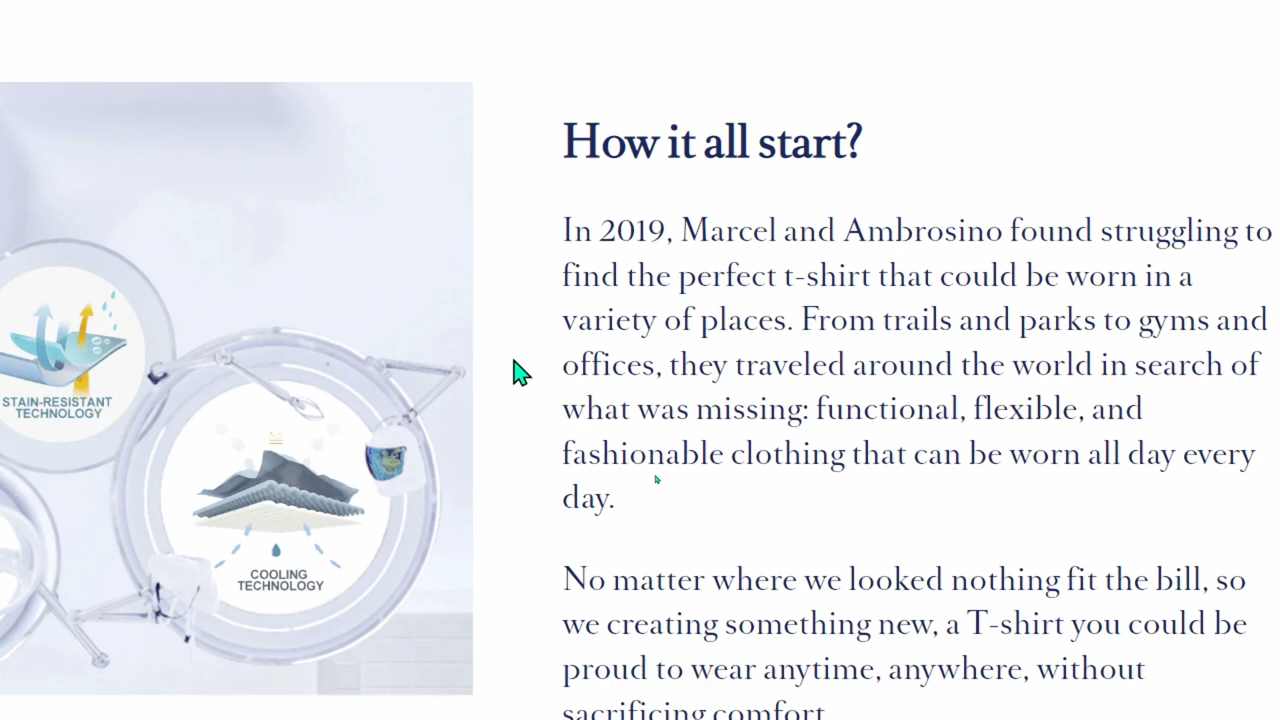 How it all start?
In 2019, Marcel and Ambrosino found struggling to
find the perfect t-shirt that could be worn in a
variety of places. From trails and parks to gyms and
offices, they traveled around the world in search of
what was missing: functional, flexible, and
fashionable clothing that can be worn all day every
day.
No matter where we looked nothing fit the bill, so
we creating something new, a T-shirt you could be
proud to wear anytime, anywhere, without
sacrificing comfort
STAIN-RESISTANT
TECHNOLOGY
COOLING
TECHNOLOGY